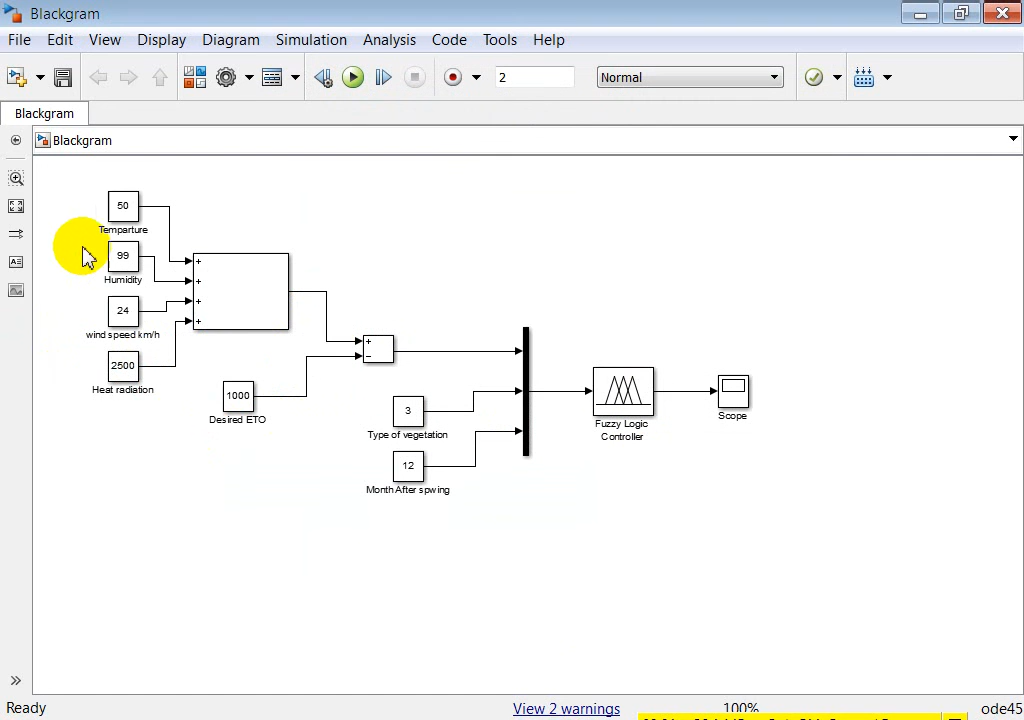 Blackgram
File Edit View Display Diagram Simulation Analysis Code Tools Help
2 Normal
Blackgram
Blackgram
50
Temparture
99
Humidity
24
wind speed km/h
2500
Heat radiation
+
+
+
+
+
−
1000
Desired ETO
3
Type of vegetation
12
Month After spwing
Fuzzy Logic
Controller
Scope
Ready View 2 warnings 100% ode45